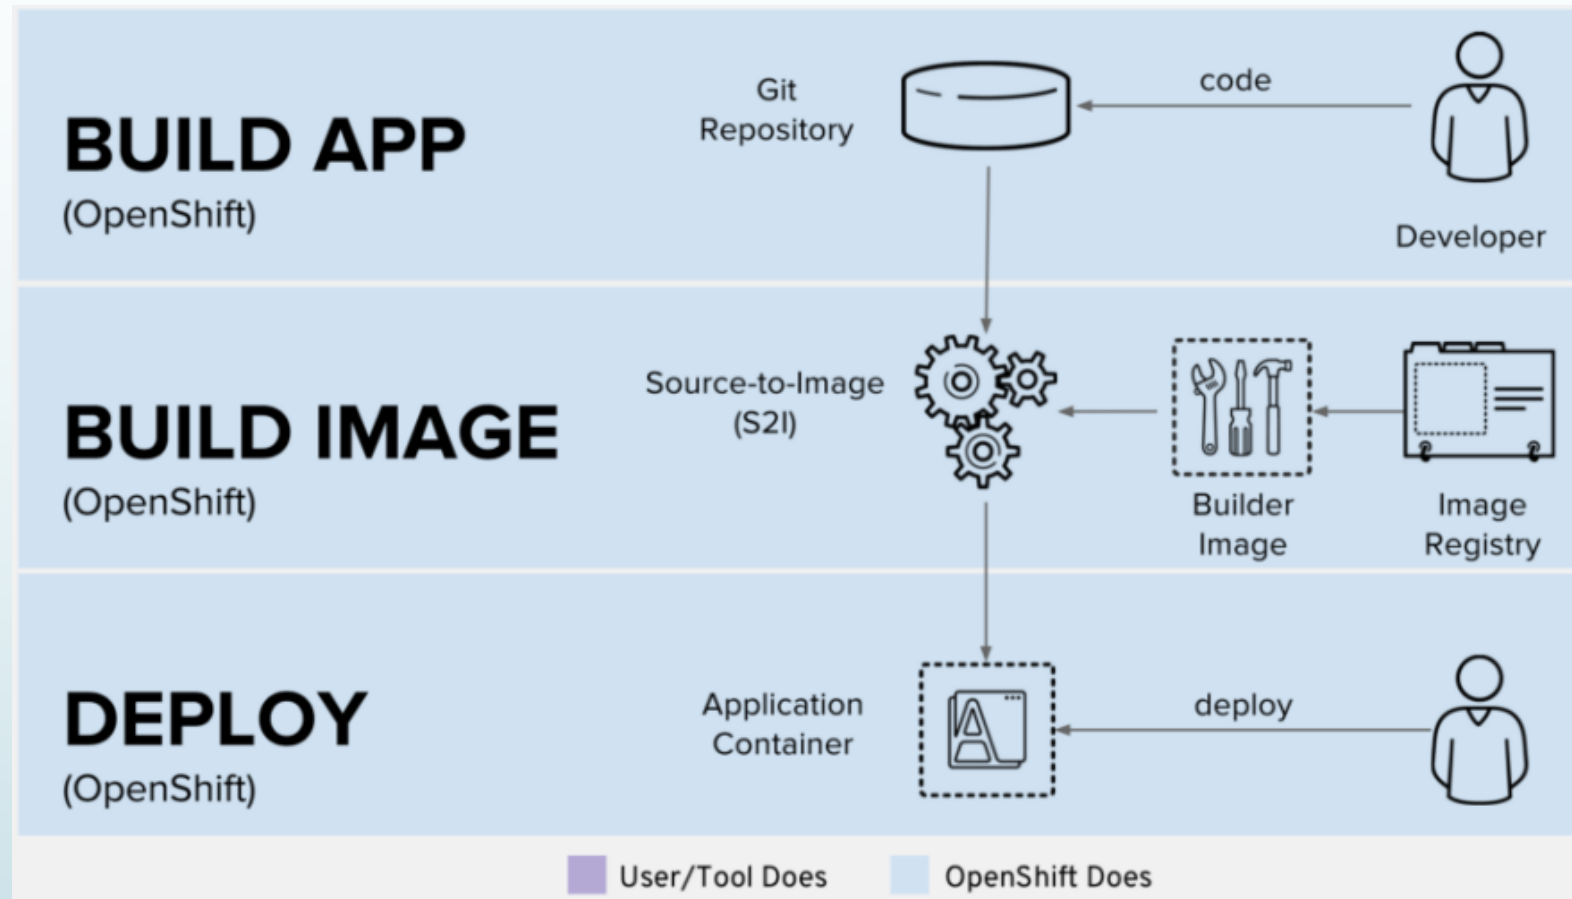 BUILD APP
(OpenShift)
Git
Repository
code
Developer
BUILD IMAGE
(OpenShift)
Source-to-Image
(S2I)
Builder
Image
Image
Registry
DEPLOY
(OpenShift)
Application
Container
deploy
User/Tool Does
OpenShift Does